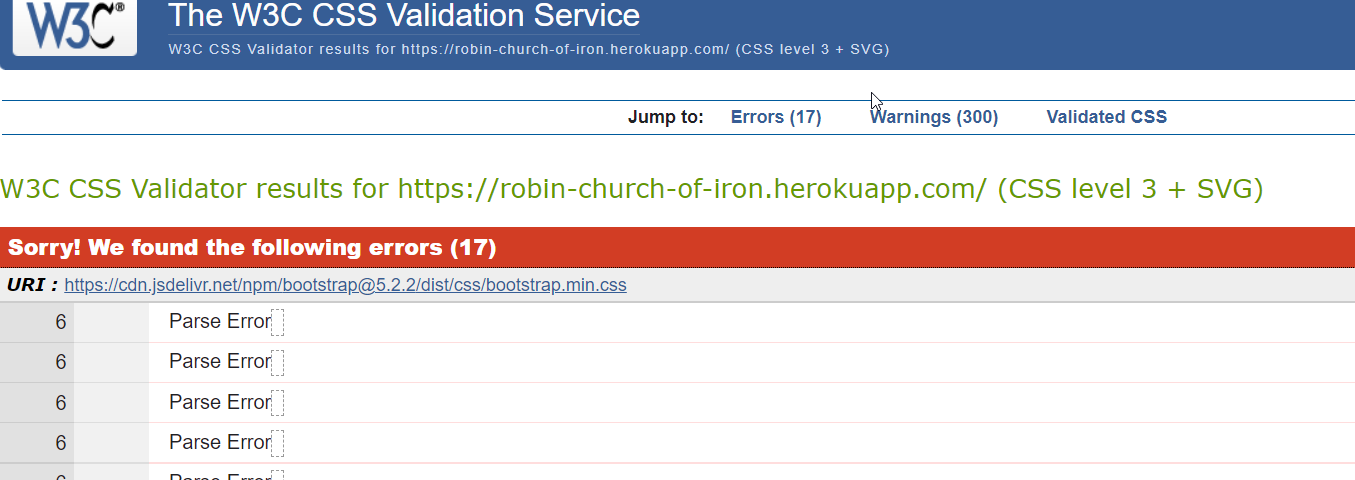 W3C®
The W3C CSS Validation Service
W3C CSS Validator results for https://robin-church-of-iron.herokuapp.com/ (CSS level 3 + SVG)
Jump to: Errors (17) Warnings (300) Validated CSS
W3C CSS Validator results for https://robin-church-of-iron.herokuapp.com/ (CSS level 3 + SVG)
Sorry! We found the following errors (17)
URI : https://cdn.jsdelivr.net/npm/bootstrap@5.2.2/dist/css/bootstrap.min.css
6 Parse Error
6 Parse Error
6 Parse Error
6 Parse Error
6 Parse Error